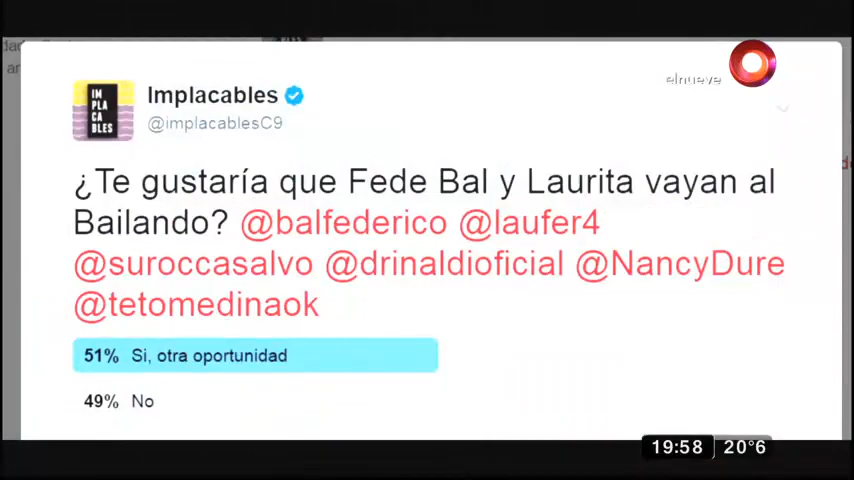 elnueve
IM
PLA
CA
BLES
Implacables
@implacablesC9
¿Te gustaría que Fede Bal y Laurita vayan al
Bailando? @balfederico @laufer4
@suroccasalvo @drinaldioficial @NancyDure
@tetomedinaok
51% Si, otra oportunidad
49% No
19:58 20°6